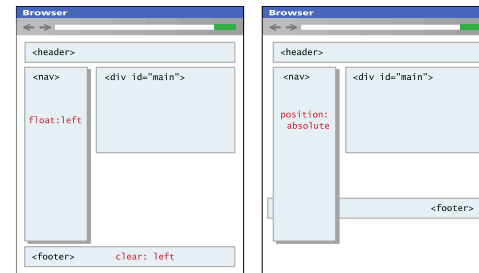 Browser
<header>
<nav>
<div id="main">
float:left
<footer>
clear: left
Browser
<header>
<nav>
<div id="main">
position:
absolute
<footer>